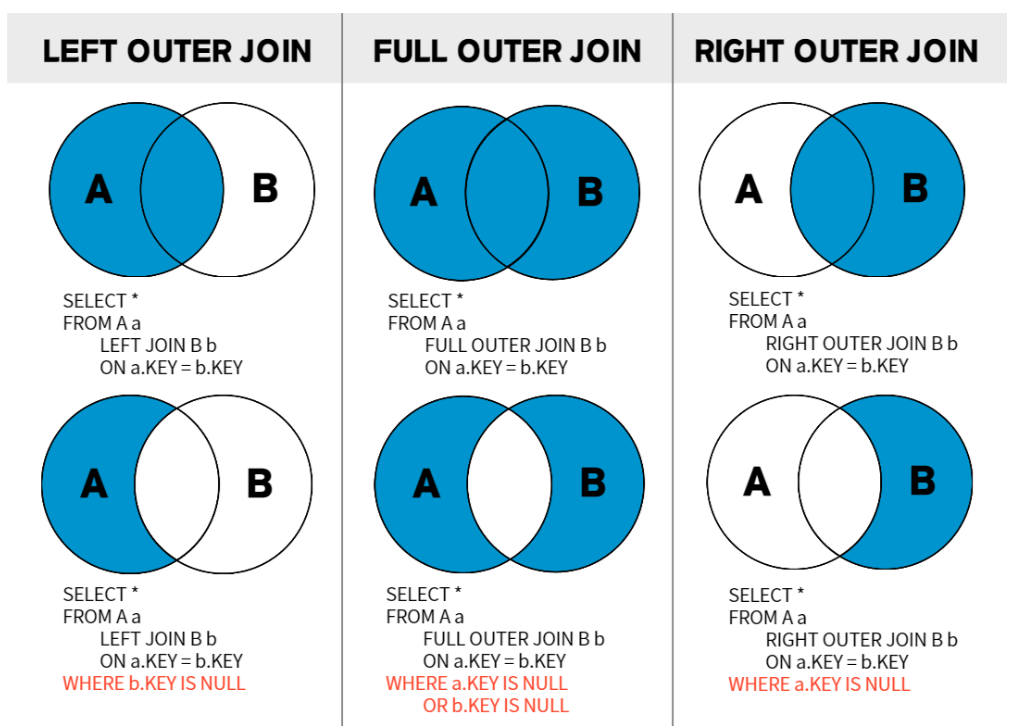 LEFT OUTER JOIN
A
B
SELECT *
FROM A a
LEFT JOIN B b
ON a.KEY = b.KEY
A
B
SELECT *
FROM A a
LEFT JOIN B b
ON a.KEY = b.KEY
WHERE b.KEY IS NULL
FULL OUTER JOIN
A
B
SELECT *
FROM A a
FULL OUTER JOIN B b
ON a.KEY = b.KEY
A
B
SELECT *
FROM A a
FULL OUTER JOIN B b
ON a.KEY = b.KEY
WHERE a.KEY IS NULL
OR b.KEY IS NULL
RIGHT OUTER JOIN
A
B
SELECT *
FROM A a
RIGHT OUTER JOIN B b
ON a.KEY = b.KEY
A
B
SELECT *
FROM A a
RIGHT OUTER JOIN B b
ON a.KEY = b.KEY
WHERE a.KEY IS NULL